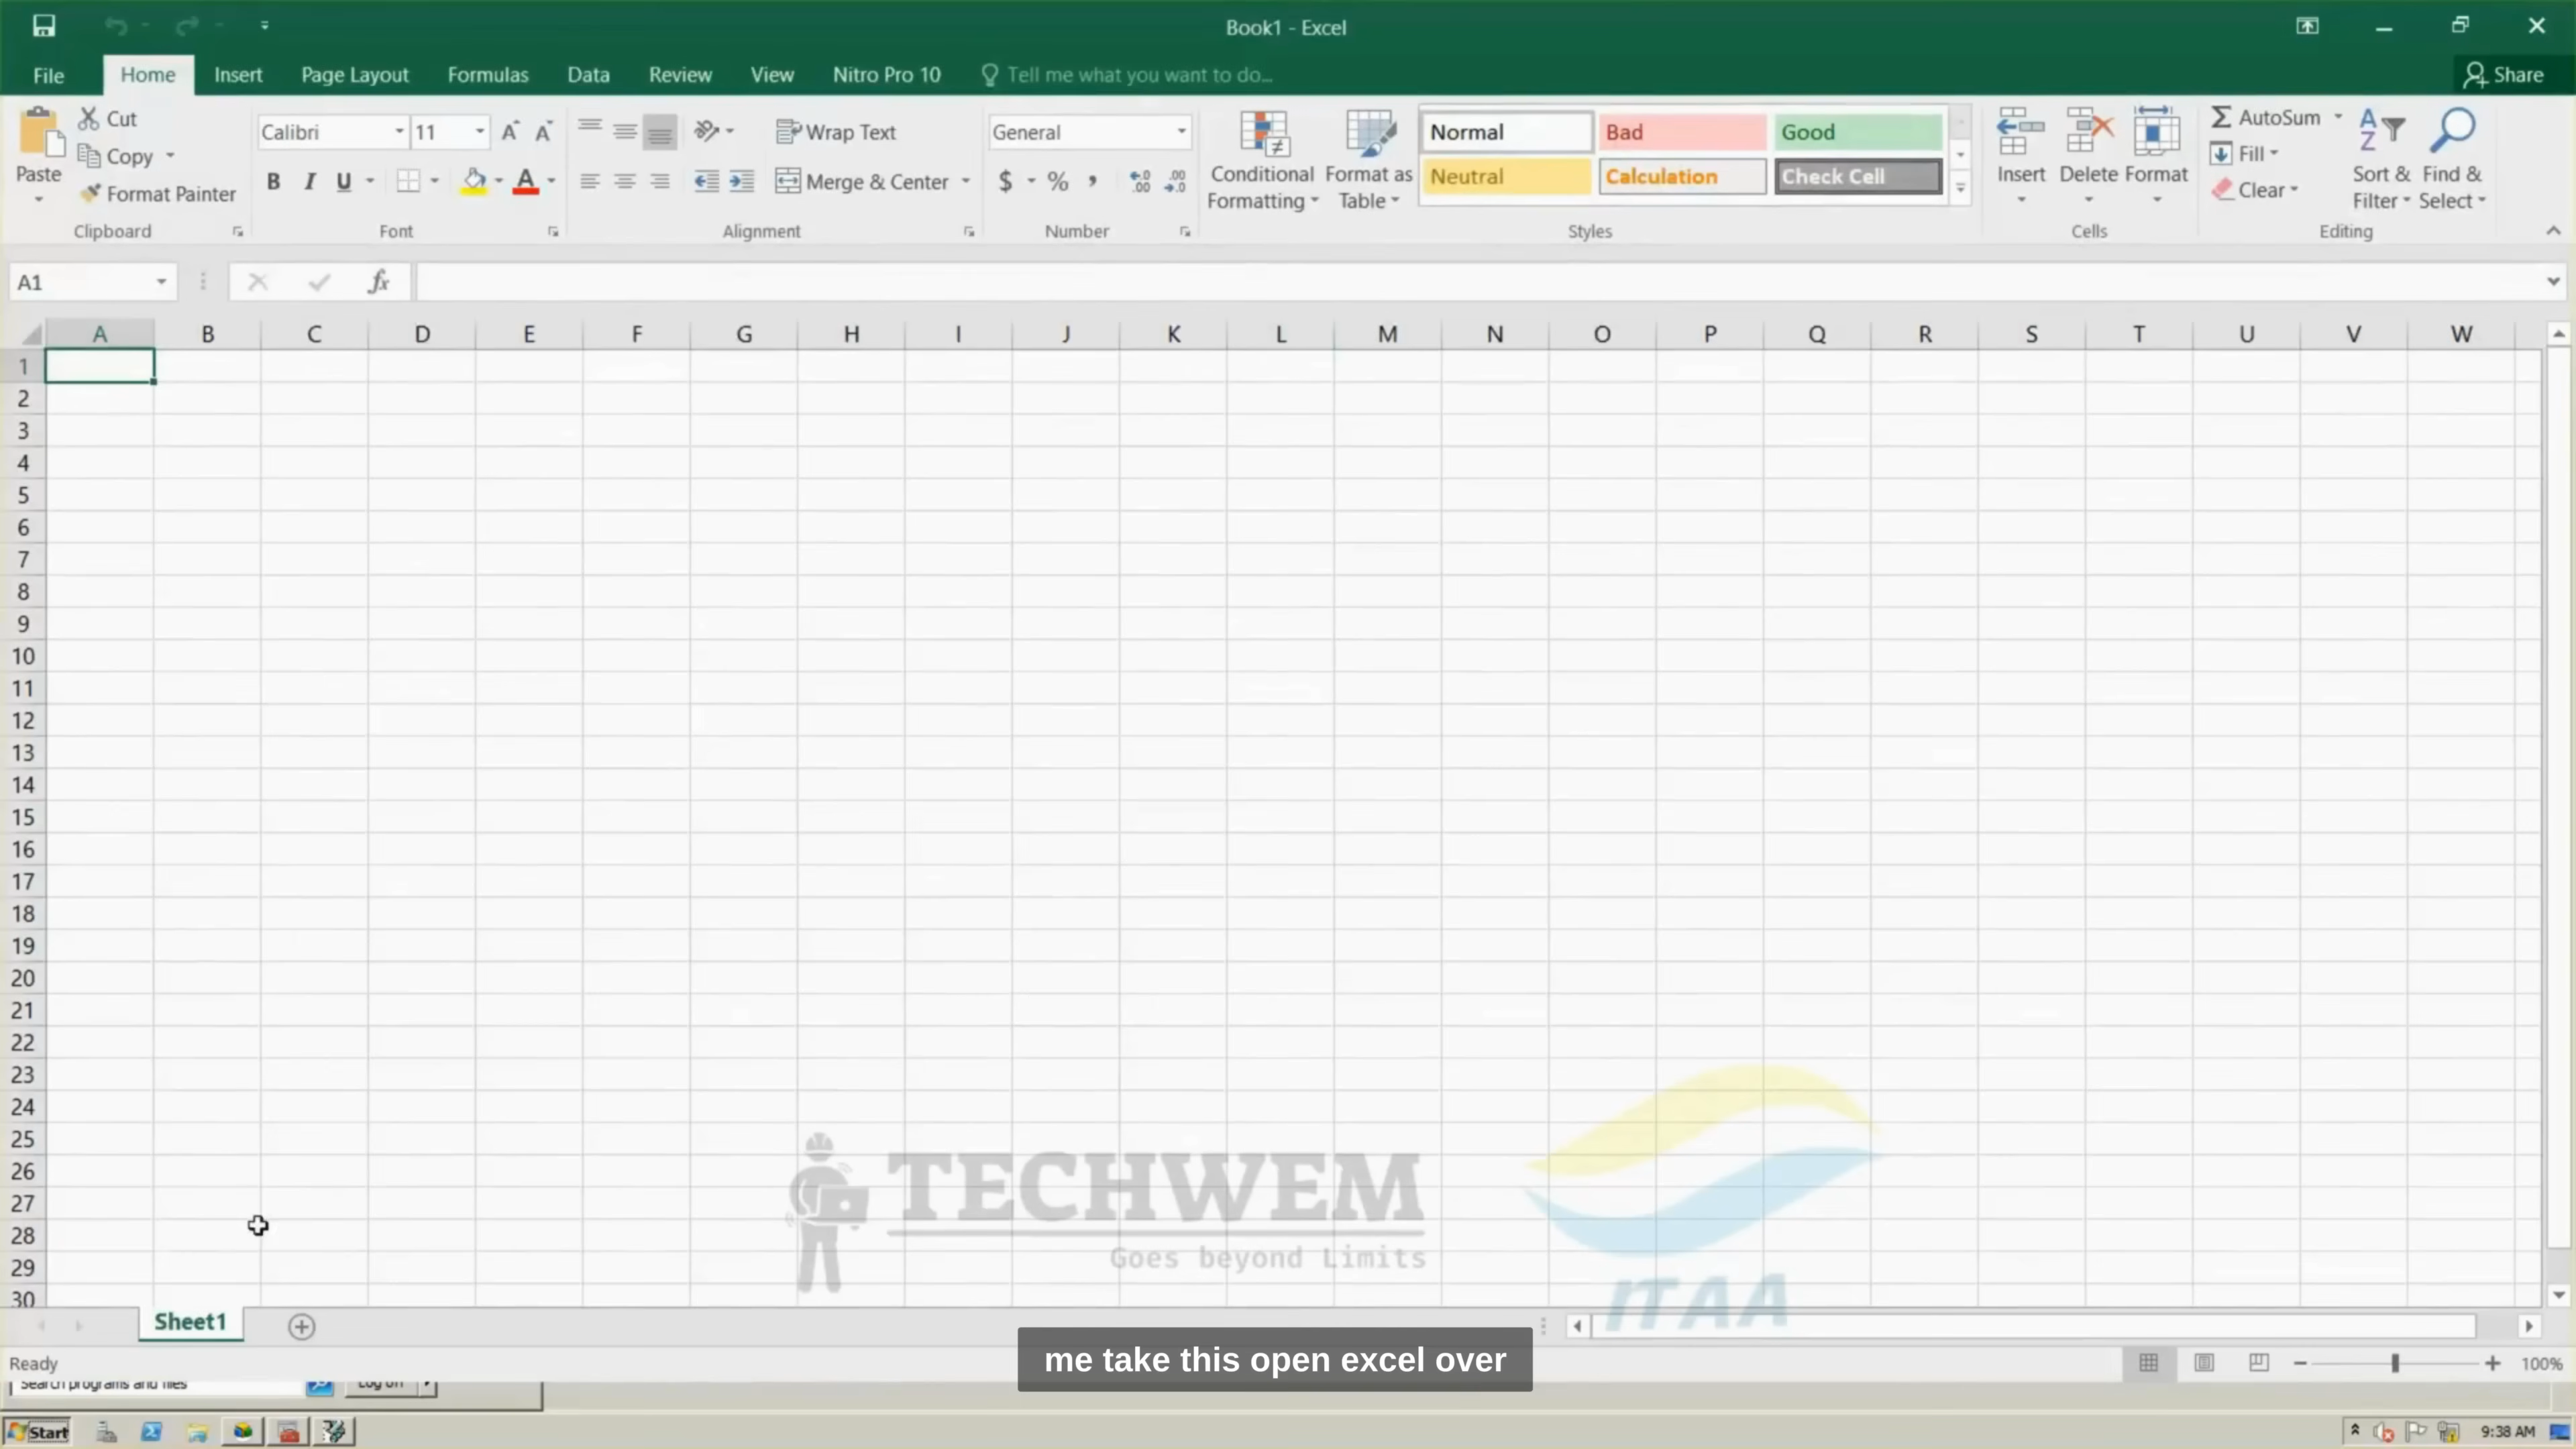 Book1 - Excel
File Home Insert Page Layout Formulas Data Review View Nitro Pro 10 Tell me what you want to do... Share
Paste
Cut
Copy
Format Painter
Clipboard
Calibri 11
B I U
Font
Wrap Text
Merge & Center
Alignment
General
$ % ,
Number
Conditional Formatting
Format as Table
Normal Bad Good
Neutral Calculation Check Cell
Styles
Insert Delete Format
Cells
AutoSum
Fill
Clear
Sort & Filter
Find & Select
Editing
A1 fx
A B C D E F G H I J K L M N O P Q R S T U V W
1
2
3
4
5
6
7
8
9
10
11
12
13
14
15
16
17
18
19
20
21
22
23
24
25
26
27
28
29
30
TECHWEM
Goes beyond Limits
ITAA
Sheet1
me take this open excel over
Ready
100%
Search programs and files Log off
Start
9:38 AM